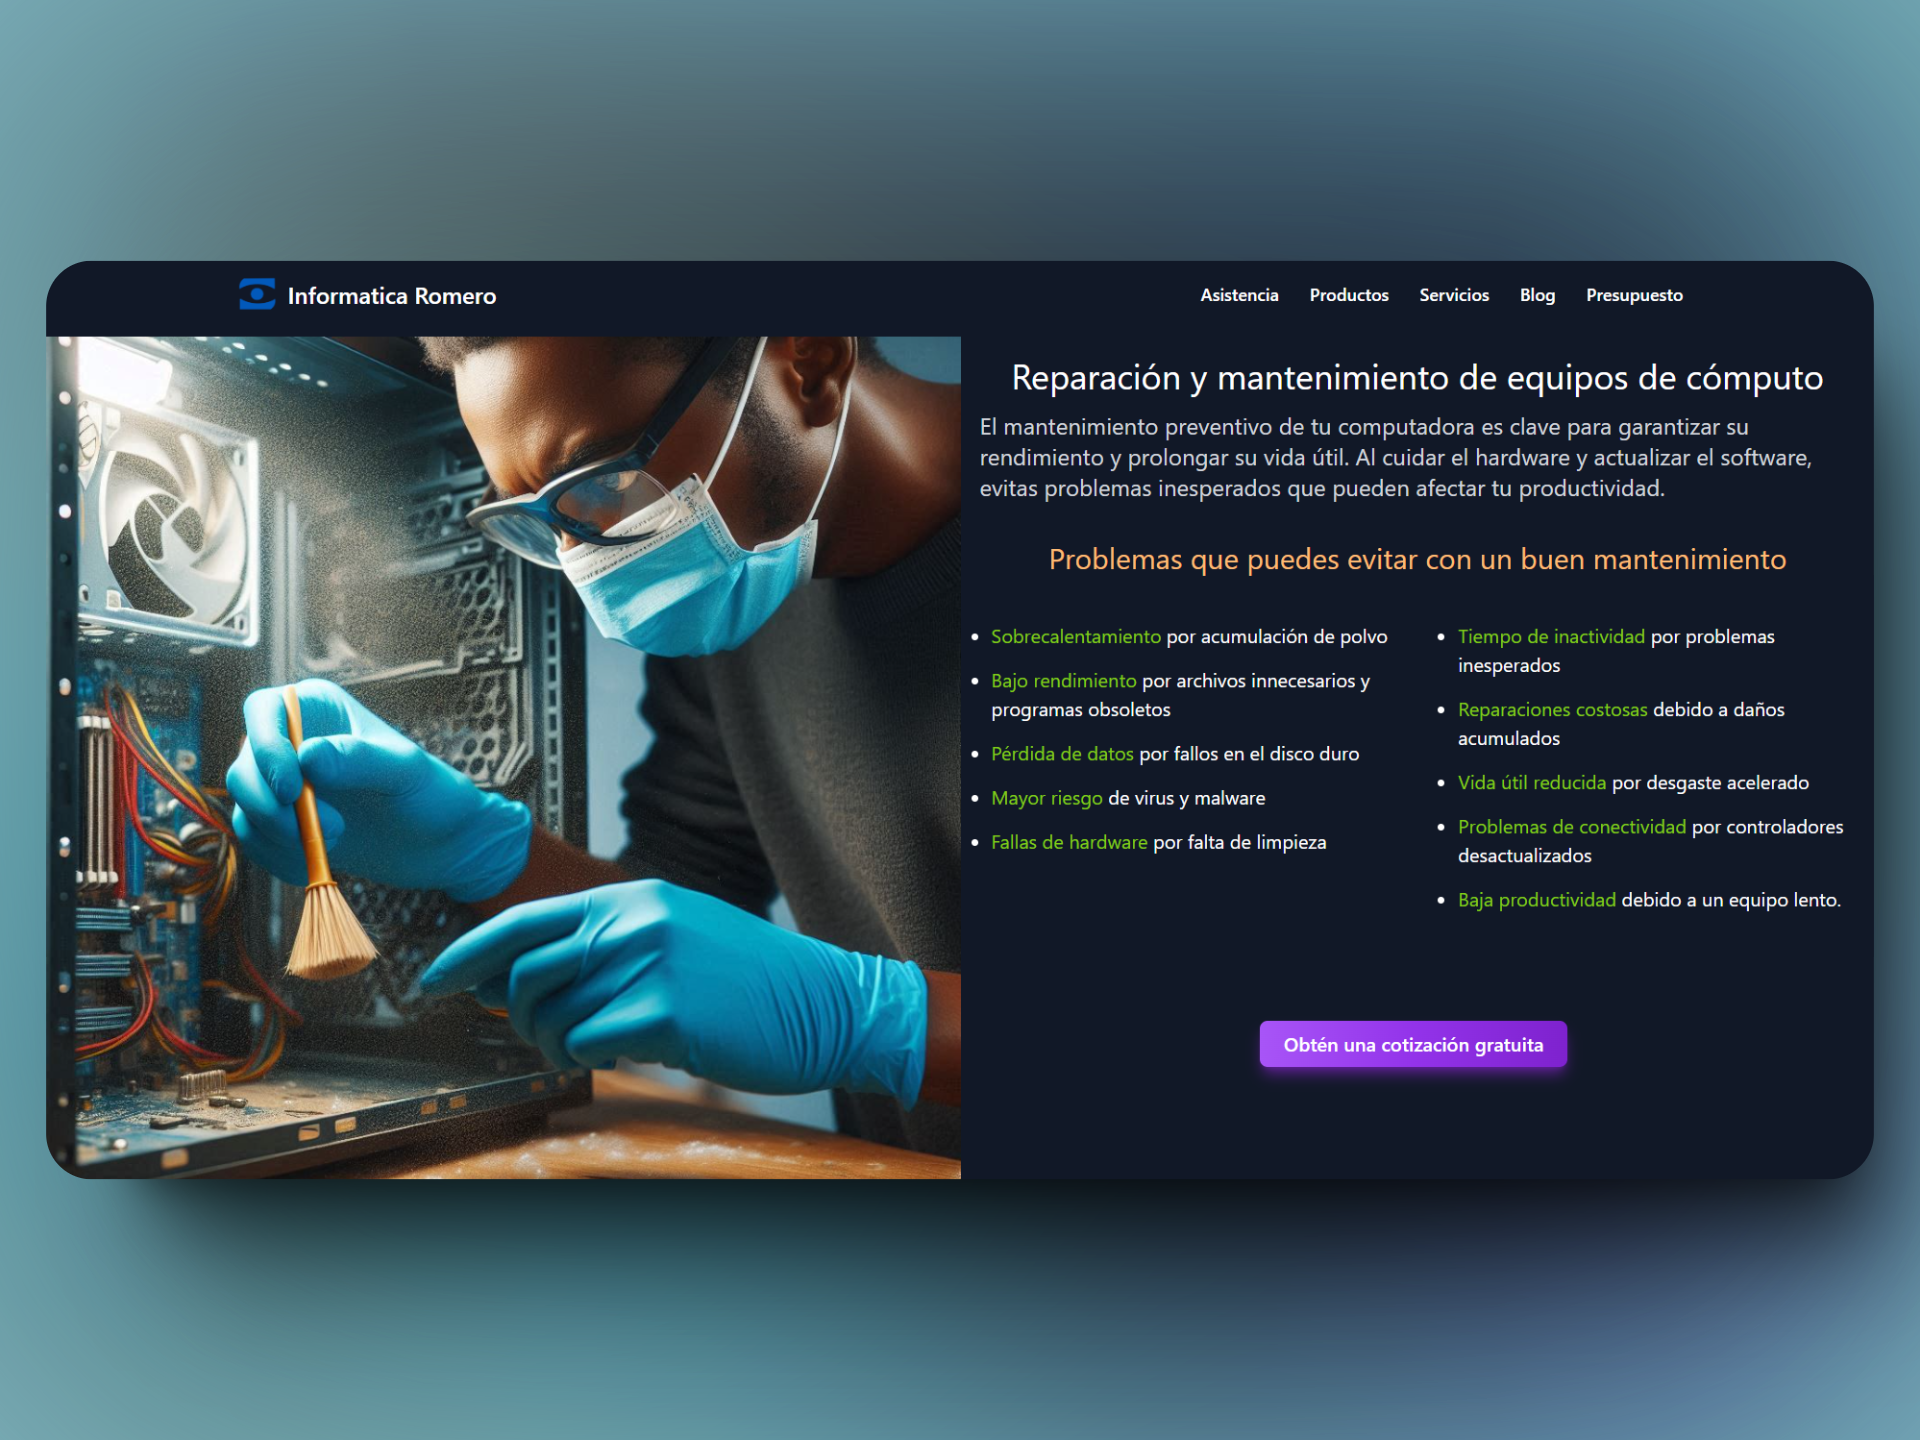 Informatica Romero
Asistencia Productos Servicios Blog Presupuesto
Reparación y mantenimiento de equipos de cómputo
El mantenimiento preventivo de tu computadora es clave para garantizar su
rendimiento y prolongar su vida útil. Al cuidar el hardware y actualizar el software,
evitas problemas inesperados que pueden afectar tu productividad.
Problemas que puedes evitar con un buen mantenimiento
Sobrecalentamiento por acumulación de polvo
Bajo rendimiento por archivos innecesarios y
programas obsoletos
Pérdida de datos por fallos en el disco duro
Mayor riesgo de virus y malware
Fallas de hardware por falta de limpieza
Tiempo de inactividad por problemas
inesperados
Reparaciones costosas debido a daños
acumulados
Vida útil reducida por desgaste acelerado
Problemas de conectividad por controladores
desactualizados
Baja productividad debido a un equipo lento.
Obtén una cotización gratuita